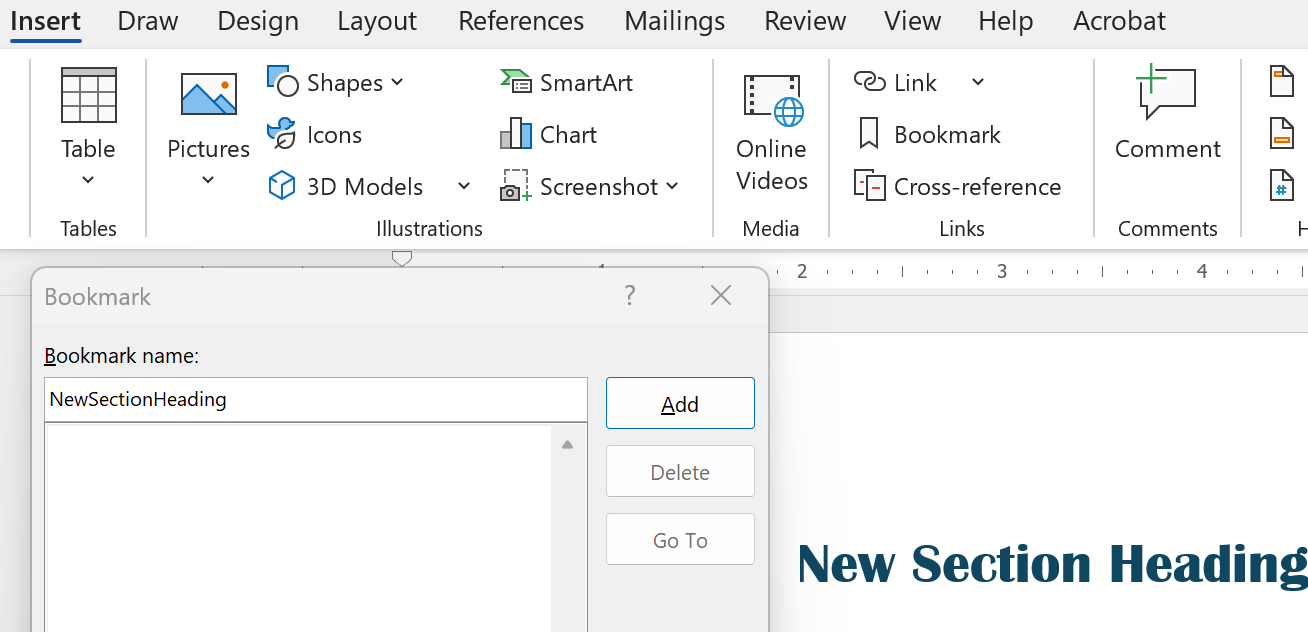 Insert Draw Design Layout References Mailings Review View Help Acrobat
Table
Tables
Pictures
Shapes
Icons
3D Models
SmartArt
Chart
Screenshot
Illustrations
Online
Videos
Media
Link
Bookmark
Cross-reference
Links
Comment
Comments
#
2 3 4
Bookmark ?
Bookmark name:
NewSectionHeading
Add
Delete
Go To
New Section Heading